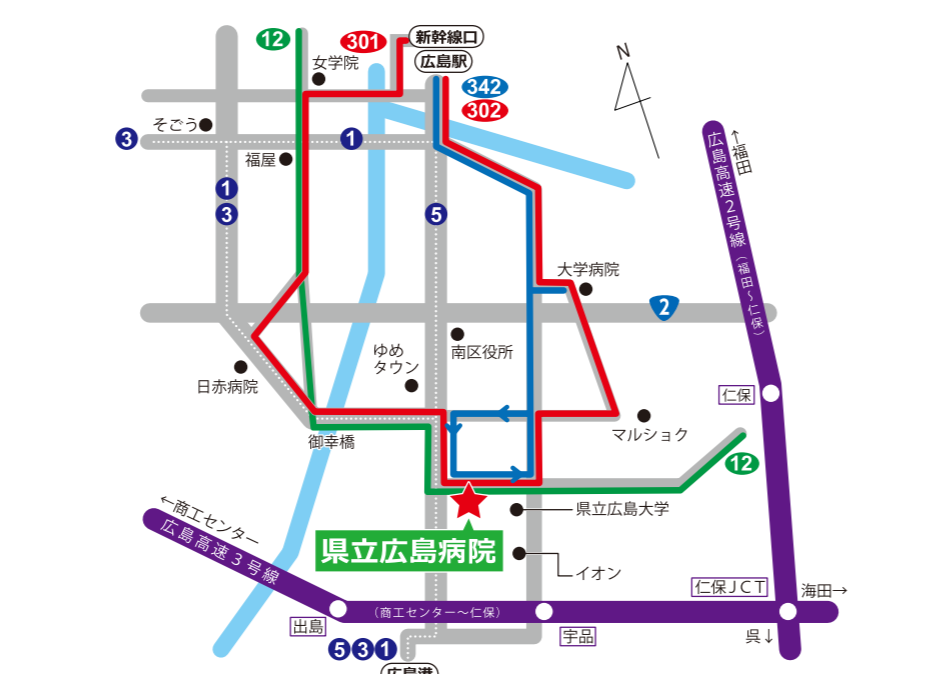 12
301
新幹線口
広島駅
女学院
342
302
そごう
3
1
福屋
1
3
5
←福田
広島高速2号線(福田~仁保)
大学病院
2
南区役所
ゆめ
タウン
日赤病院
仁保
マルショク
御幸橋
12
←商工センター
広島高速3号線
県立広島大学
県立広島病院
イオン
仁保JCT
海田→
(商工センター~仁保)
出島
宇品
呉↓
5
3
1
広島港